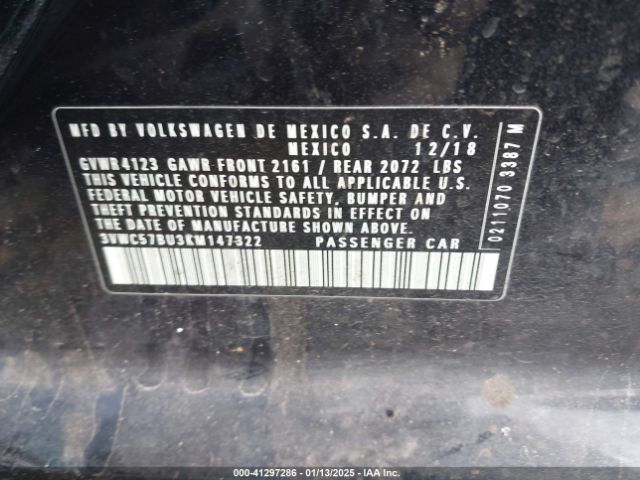 MFD BY VOLKSWAGEN DE MEXICO S.A. DE C.V.
MEXICO 12/18
GVWR4123 GAWR FRONT 2161 / REAR 2072 LBS
THIS VEHICLE CONFORMS TO ALL APPLICABLE U.S.
FEDERAL MOTOR VEHICLE SAFETY, BUMPER AND
THEFT PREVENTION STANDARDS IN EFFECT ON
THE DATE OF MANUFACTURE SHOWN ABOVE.
3VWC57BU3KM147322 PASSENGER CAR
0211070 3387 M
000-41297286 - 01/13/2025 - IAA Inc.